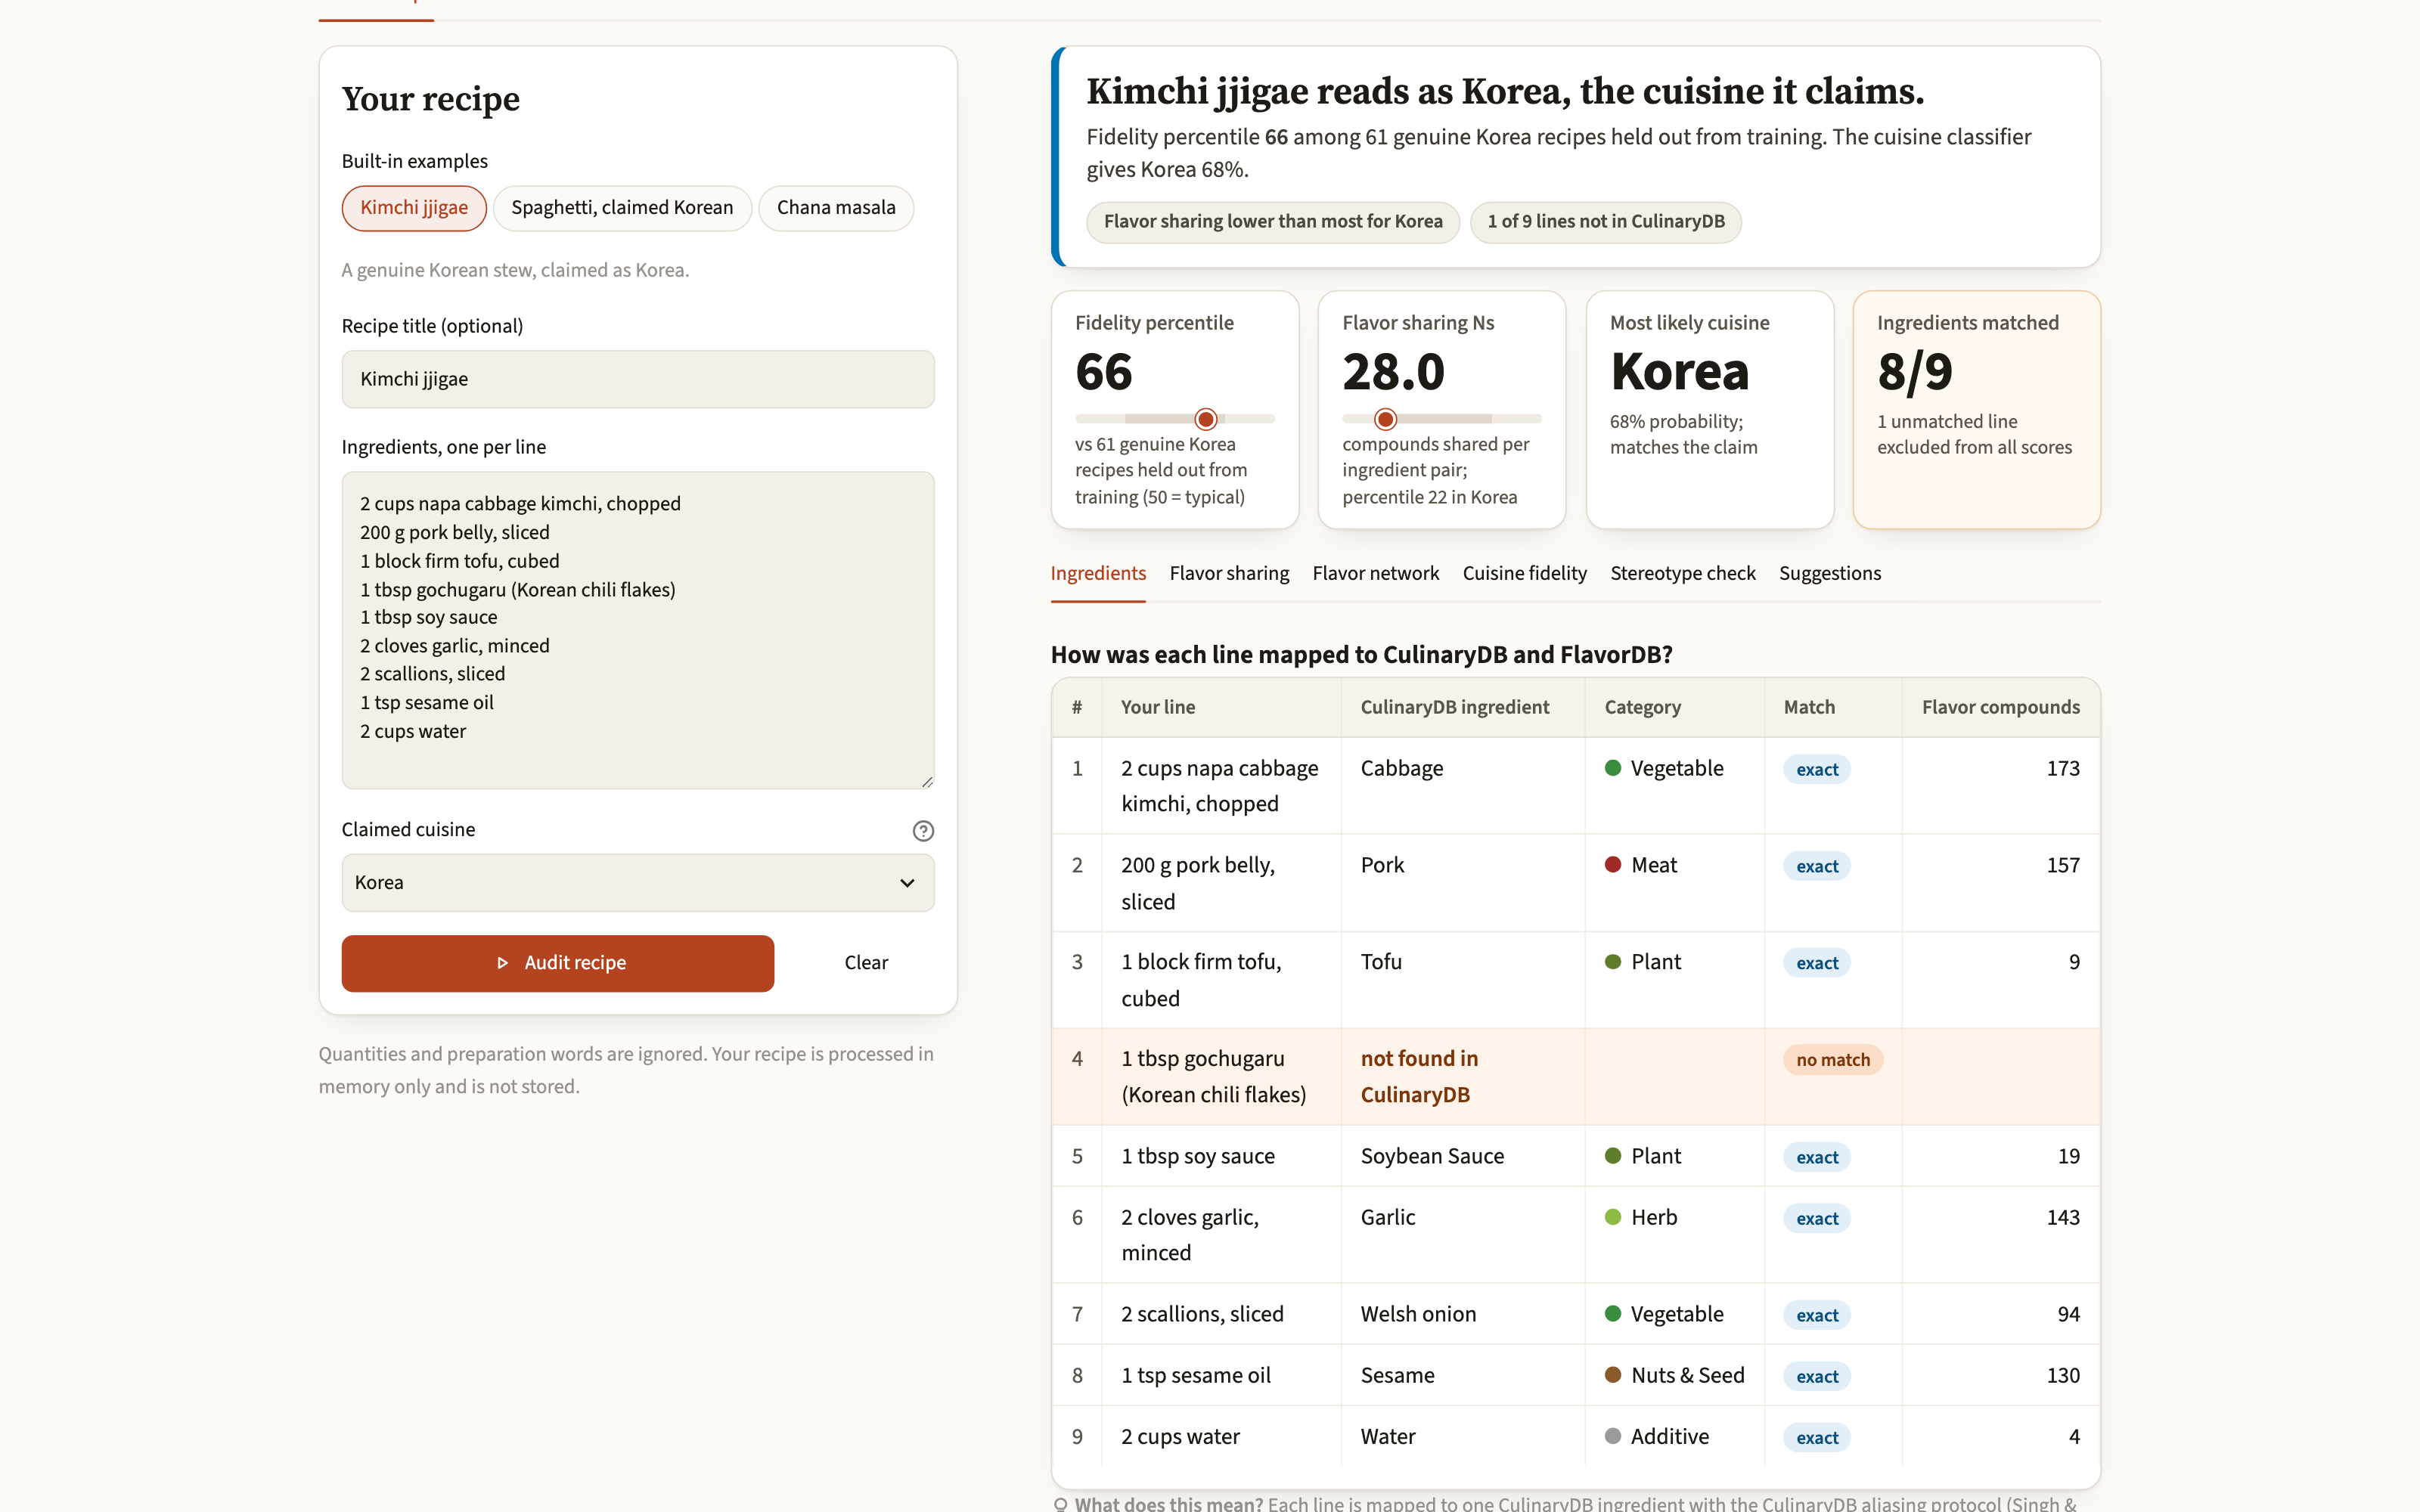 Your recipe
Built-in examples
Kimchi jjigae
Spaghetti, claimed Korean
Chana masala
A genuine Korean stew, claimed as Korea.
Recipe title (optional)
Kimchi jjigae
Ingredients, one per line
2 cups napa cabbage kimchi, chopped
200 g pork belly, sliced
1 block firm tofu, cubed
1 tbsp gochugaru (Korean chili flakes)
1 tbsp soy sauce
2 cloves garlic, minced
2 scallions, sliced
1 tsp sesame oil
2 cups water
Claimed cuisine
Korea
Audit recipe
Clear
Quantities and preparation words are ignored. Your recipe is processed in
memory only and is not stored.
Kimchi jjigae reads as Korea, the cuisine it claims.
Fidelity percentile 66 among 61 genuine Korea recipes held out from training. The cuisine classifier
gives Korea 68%.
Flavor sharing lower than most for Korea
1 of 9 lines not in CulinaryDB
Fidelity percentile
66
vs 61 genuine Korea
recipes held out from
training (50 = typical)
Flavor sharing Ns
28.0
compounds shared per
ingredient pair;
percentile 22 in Korea
Most likely cuisine
Korea
68% probability;
matches the claim
Ingredients matched
8/9
1 unmatched line
excluded from all scores
Ingredients Flavor sharing Flavor network Cuisine fidelity Stereotype check Suggestions
How was each line mapped to CulinaryDB and FlavorDB?
# Your line CulinaryDB ingredient Category Match Flavor compounds
1 2 cups napa cabbage Cabbage Vegetable exact 173
kimchi, chopped
2 200 g pork belly, Pork Meat exact 157
sliced
3 1 block firm tofu, Tofu Plant exact 9
cubed
4 1 tbsp gochugaru not found in no match
(Korean chili flakes) CulinaryDB
5 1 tbsp soy sauce Soybean Sauce Plant exact 19
6 2 cloves garlic, Garlic Herb exact 143
minced
7 2 scallions, sliced Welsh onion Vegetable exact 94
8 1 tsp sesame oil Sesame Nuts & Seed exact 130
9 2 cups water Water Additive exact 4
What does this mean? Each line is mapped to one CulinaryDB ingredient with the CulinaryDB aliasing protocol (Singh &